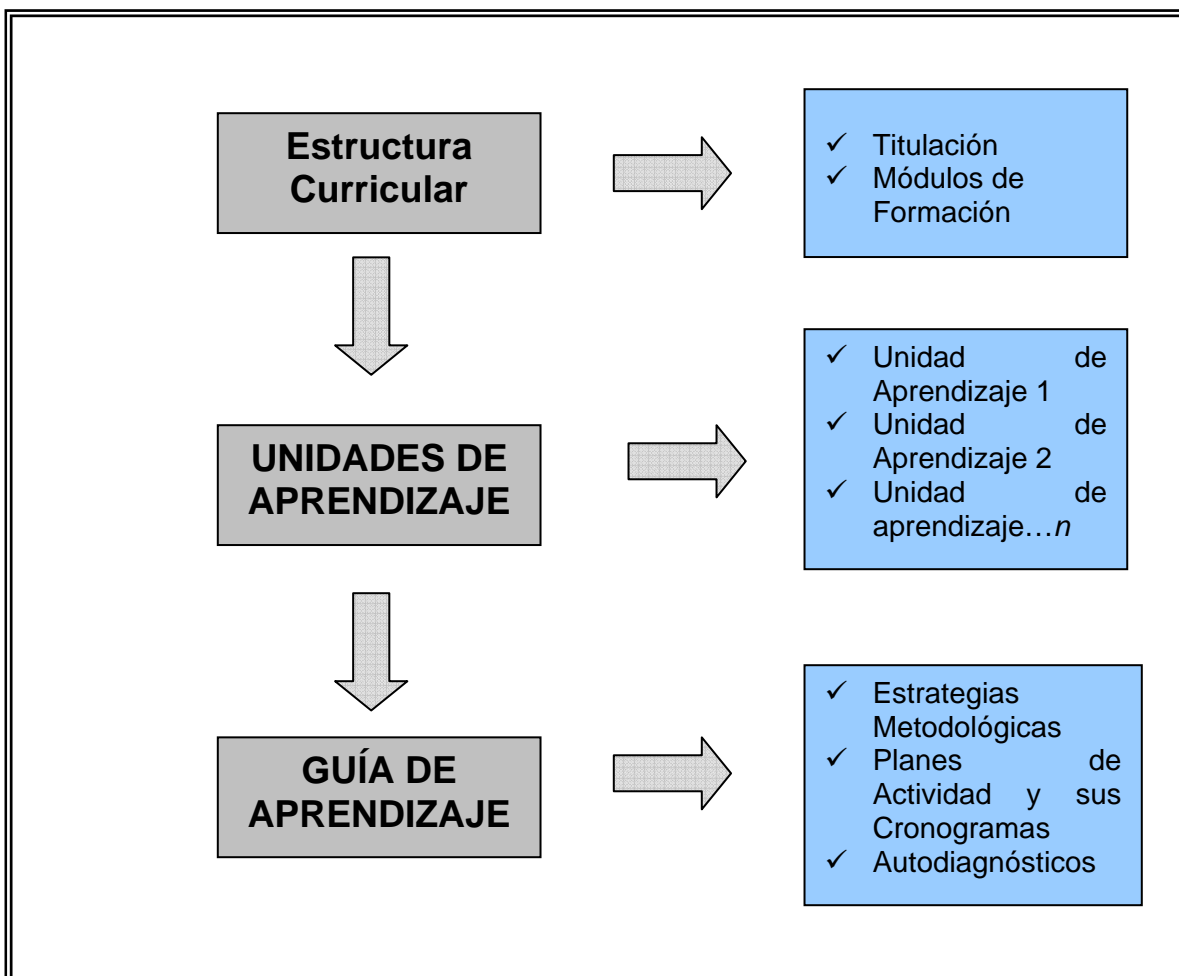 Estructura
Curricular
✓ Titulación
✓ Módulos de
Formación
UNIDADES DE
APRENDIZAJE
✓ Unidad de
Aprendizaje 1
✓ Unidad de
Aprendizaje 2
✓ Unidad de
aprendizaje…n
GUÍA DE
APRENDIZAJE
✓ Estrategias
Metodológicas
✓ Planes de
Actividad y sus
Cronogramas
✓ Autodiagnósticos